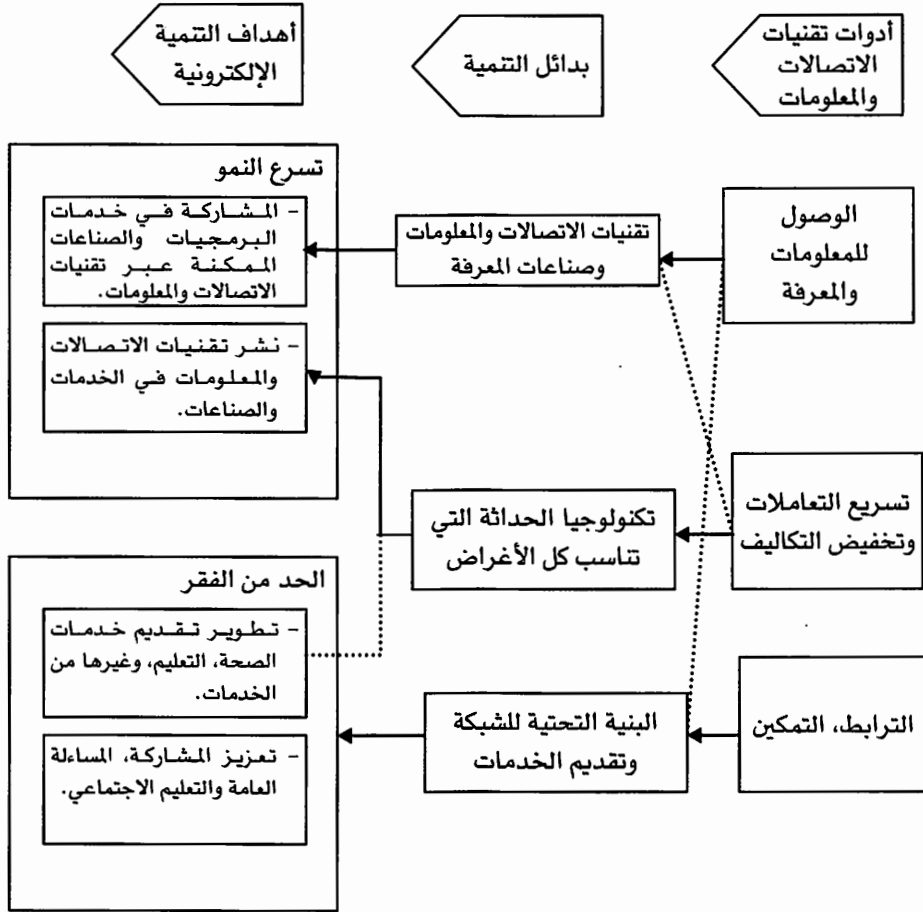 أدوات تقنيات
الاتصالات
والمعلومات
بدائل التنمية
أهداف التنمية
الإلكترونية
الوصول
للمعلومات
والمعرفة
تقنيات الاتصالات والمعلومات
وصناعات المعرفة
تسرع النمو
– المشاركة في خدمات
البرمجيات والصناعات
الممكنة عبر تقنيات
الاتصالات والمعلومات.
– نشر تقنيات الاتصالات
والمعلومات في الخدمات
والصناعات.
تسريع التعاملات
وتخفيض التكاليف
تكنولوجيا الحداثة التي
تناسب كل الأغراض
الحد من الفقر
– تطوير تقديم خدمات
الصحة، التعليم، وغيرها من
الخدمات.
الترابط، التمكين
البنية التحتية للشبكة
وتقديم الخدمات
– تعزيز المشاركة، المساءلة
العامة والتعليم الاجتماعي.